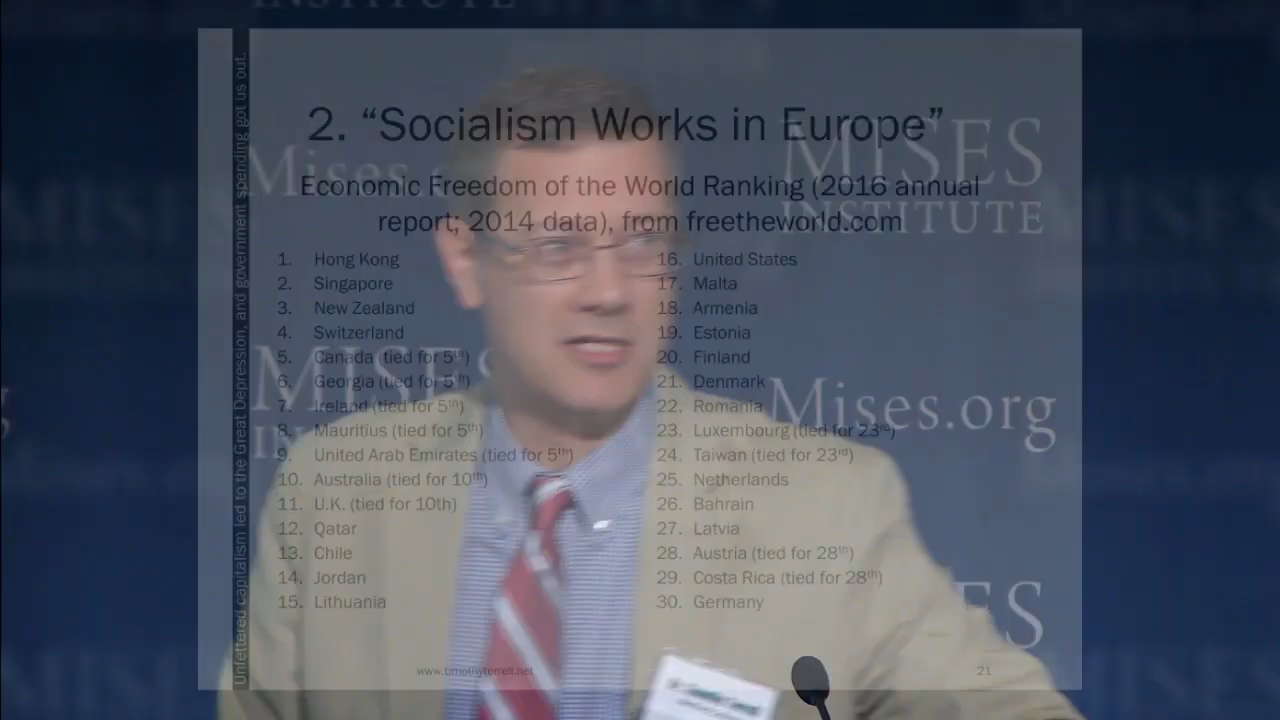 INSTITUTE
2. “Socialism Works in Europe”
Economic Freedom of the World Ranking (2016 annual
report; 2014 data), from freetheworld.com
1. Hong Kong
2. Singapore
3. New Zealand
4. Switzerland
5. Canada (tied for 5th)
6. Georgia (tied for 5th)
7. Ireland (tied for 5th)
8. Mauritius (tied for 5th)
9. United Arab Emirates (tied for 5th)
10. Australia (tied for 10th)
11. U.K. (tied for 10th)
12. Qatar
13. Chile
14. Jordan
15. Lithuania
16. United States
17. Malta
18. Armenia
19. Estonia
20. Finland
21. Denmark
22. Romania
23. Luxembourg (tied for 23rd)
24. Taiwan (tied for 23rd)
25. Netherlands
26. Bahrain
27. Latvia
28. Austria (tied for 28th)
29. Costa Rica (tied for 28th)
30. Germany
www.timothyterrell.net
21
Unfettered capitalism led to the Great Depression, and government spending got us out.
Mises.
MISES
INSTITUTE
MISES
IN
Mises.org
ES